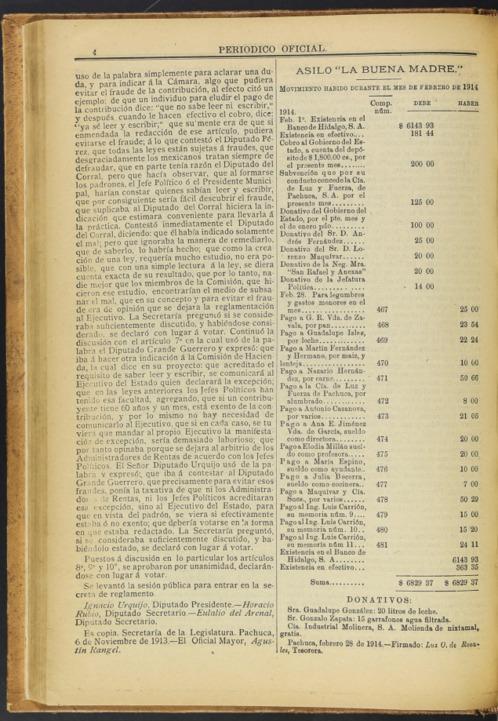 4
PERIODICO OFICIAL.
uso de la palabra simplemente para aclarar una du-
da, y para indicar á la Cámara, algo que pudiera
evitar el fraude de la contribución, al efecto citó un
ejemplo: de que un individuo para eludir el pago de
la contribución dice: "que no sabe leer ni escribir,"
y después cuando le hacen efectivo el cobro, dice:
"ya sé leer y escribir;" que su mente era de que si
enmendada la redacción de ese artículo, pudiera
evitarse el fraude; á lo que contestó el Diputado Pé-
rez, que todas las leyes están sujetas á fraudes, que
desgraciadamente los mexicanos tratan siempre de
defraudar, que en parte tenía razón el Diputado del
Corral, pero que hacía observar, que al formarse
los padrones, el Jefe Político ó el Presidente Munici
pal, harían constar quienes sabían leer y escribir,
que por consiguiente sería fácil descubrir el fraude,
que suplicaba al Diputado del Corral hiciera la in-
dicación que estimara conveniente para llevarla á
la práctica. Contestó inmediatamente el Diputado
del Corral, diciendo: que él había indicado solamente
el mal; pero que ignoraba la manera de remediarlo,
que de saberlo, lo habría hecho; que como la crea
ción de una ley, requería mucho estudio, no era po-
sible, que con una simple lectura á la ley, se diera
cuenta exacta de su resultado, que por lo tanto, na-
die mejor que los miembros de la Comisión, que hi-
cieron ese estudio, encontrarían el medio de subsa
nar el mal, que en su concepto y para evitar el frau-
de era de opinión que se dejara la reglamentación
al Ejecutivo. La Secretaría preguntó si se conside-
raba suficientemente discutido, y habiéndose consi-
derado, se declaró con lugar á votar. Continuó la
discusión con el artículo 7º en la cual usó de la pa-
labra el Diputado Grande Guerrero y expresó: que
iba á hacer otra indicación á la Comisión de Hacien-
da, la cual dice en su proyecto: que acreditado el
requisito de saber leer y escribir, se comunicará al
Ejecutivo del Estado quien declarará la excepción;
que en las leyes anteriores los Jefes Políticos han
tenido esa facultad, agregando, que si un contribu-
yente tiene 60 años y un mes, está exento de la con
tribución, y por lo mismo no hay necesidad de
comunicarlo al Ejecutivo, que si en cada caso, se tu
viera que mandar al propio Ejecutivo la manifesta
ción de excepción, sería demasiado laborioso; que
por tanto opinaba porque se dejara al arbitrio de los
Administradores de Rentas de acuerdo con los Jefes
Políticos. El Señor Diputado Urquijo usó de la pa-
labra y expresó: que iba á contestar al Diputado
Grande Guerrero, que precisamente para evitar esos
fraudes, ponía la taxativa de que ni los Administra-
dores de Rentas, ni los Jefes Políticos acreditaran
esa excepción, sino al Ejecutivo del Estado, para
que en vista del padrón, se viera si efectivamente
estaba ó no exento; que debería votarse en la forma
en que estaba redactado. La Secretaría preguntó,
si se consideraba suficientemente discutido, y ha-
biéndolo estado, se declaró con lugar á votar.
Puestos á discusión en lo particular los artículos
8º, 9º y 10º, se aprobaron por unanimidad, declarán-
dose con lugar á votar.
Se levantó la sesión pública para entrar en la se-
creta de reglamento.
Ignacio Urquijo, Diputado Presidente.—Horacio
Rubio, Diputado Secretario.—Eulalio del Arenal,
Diputado Secretario.
Es copia. Secretaría de la Legislatura. Pachuca,
6 de Noviembre de 1913.—El Oficial Mayor, Agus-
tín Rangel.
ASILO "LA BUENA MADRE."
MOVIMIENTO HABIDO DURANTE EL MES DE FEBRERO DE 1914
Comp. núm. DEBE HABER
1914.
Feb. 1º. Existencia en el
Banco de Hidalgo, S. A. $ 6143 93
Existencia en efectivo... 181 44
Cobro al Gobierno del Es-
tado, a cuenta del depó-
sito de $ 1,800.00 cs., por
el presente mes 200 00
Subvención que por su
conducto concede la Cía.
de Luz y Fuerza, de
Pachuca, S. A. por el
presente mes 125 00
Donativo del Gobierno del
Estado, por el pte. mes y
el de enero pdo. 100 00
Donativo del Sr. D. An-
drés Fernández 25 00
Donativo del Sr. D. Lo-
renzo Maquivar 20 00
Donativo de la Neg. Mra.
"San Rafael y Anexas" 20 00
Donativo de la Jefatura
Política 14 00
Feb. 28. Para legumbres
y gastos menores en el
mes 467 25 00
Pago a G. R. Vda. de Za-
vala, por pan 468 23 54
Pago a Guadalupe Islas,
por leche 469 22 24
Pago a Martín Fernández
y Hermano, por maíz, y
lenteja 470 10 00
Pago a Nazario Hernán-
dez, por carne 471 50 66
Pago a la Cía. de Luz y
Fuerza de Pachuca, por
alumbrado 472 8 00
Pago a Antonio Casanova,
por varios 473 21 05
Pago a Ana E. Jiménez
Vda. de García, sueldo
como directora 474 20 00
Pago a Elodia Millán suel-
do como profesora 475 20 00
Pago a María Espino,
sueldo como ayudante.. 476 10 00
Pago a Julia Becerra,
sueldo como cocinera.. 477 7 00
Pago a Maquivar y Cía.
Sucs, por varios 478 50 29
Pago al Ing. Luis Carrión,
su memoria núm. 9 479 15 00
Pago al Ing. Luis Carrión,
su memoria núm. 10.. 480 15 20
Pago al Ing. Luis Carrión,
su memoria núm 11 481 24 11
Existencia en el Banco de
Hidalgo, S. A. 6143 93
Existencia en efectivo... 363 35
Suma $ 6829 37 $ 6829 37
DONATIVOS:
Sra. Guadalupe González: 20 litros de leche.
Sr. Gonzalo Zapata: 15 garrafones agua filtrada.
Cía. Industrial Molinera, S. A. Molienda de nixtamal,
gratis.
Pachuca, febrero 28 de 1914.—Firmado: Luz O. de Rosa-
les, Tesorera.